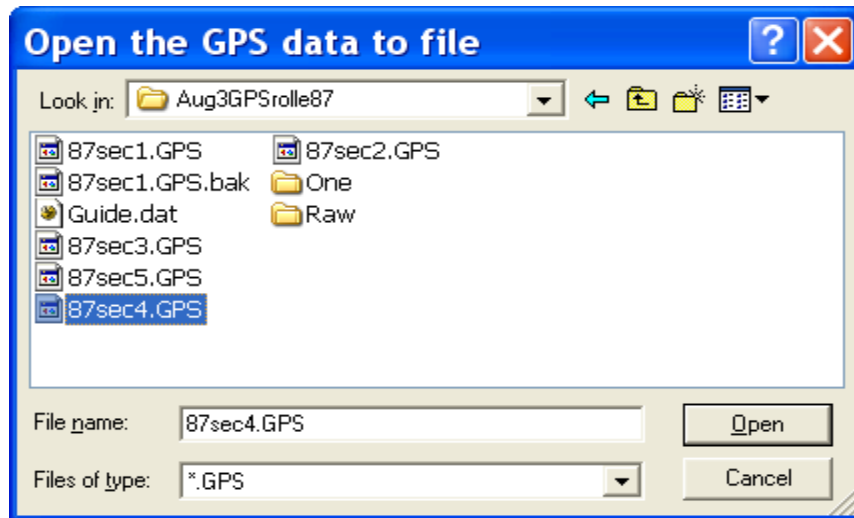 Open the GPS data to file
Look in: Aug3GPSrolle87
87sec1.GPS 87sec2.GPS
87sec1.GPS.bak One
Guide.dat Raw
87sec3.GPS
87sec5.GPS
87sec4.GPS
File name: 87sec4.GPS Open
Files of type: *.GPS Cancel